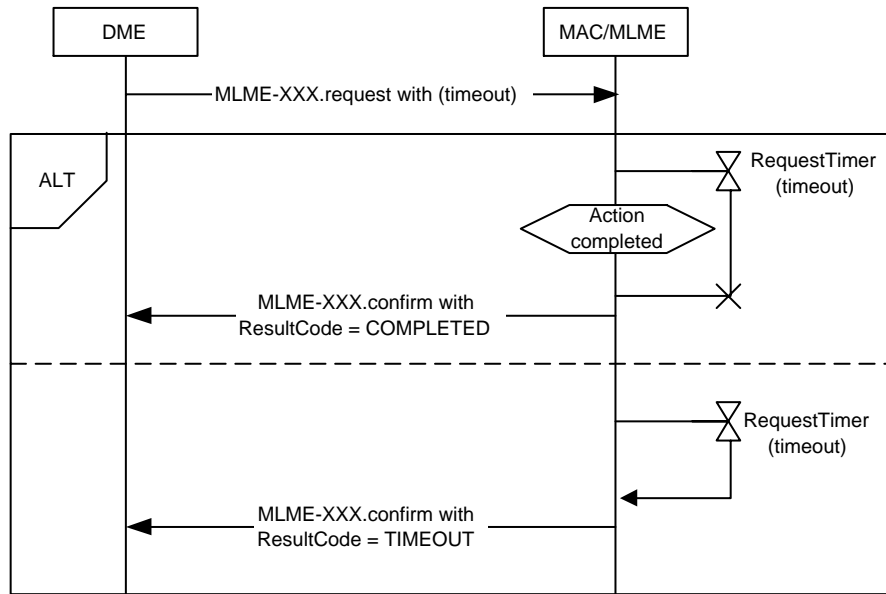 DME
MAC/MLME
MLME-XXX.request with (timeout)
ALT
RequestTimer
(timeout)
Action
completed
MLME-XXX.confirm with
ResultCode = COMPLETED
RequestTimer
(timeout)
MLME-XXX.confirm with
ResultCode = TIMEOUT